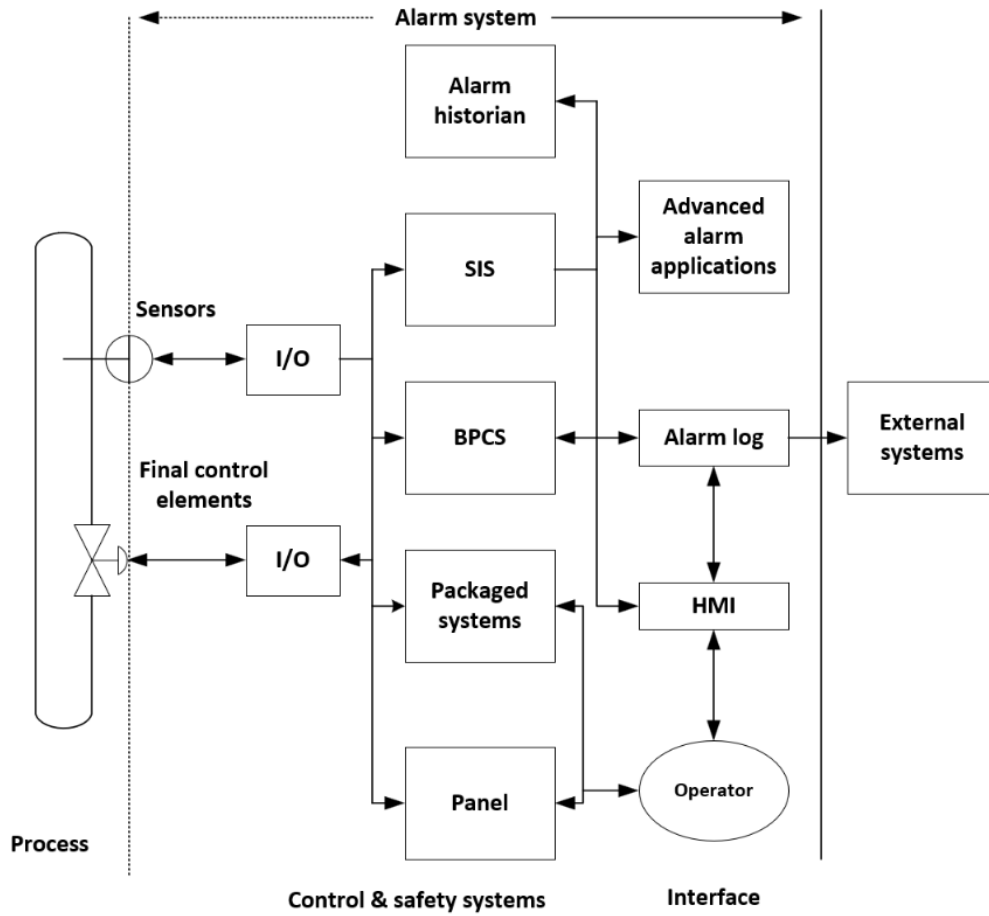 Alarm system
Alarm
historian
Advanced
alarm
applications
SIS
Sensors
I/O
BPCS
Alarm log
External
systems
Final control
elements
I/O
Packaged
systems
HMI
Panel
Operator
Process
Control & safety systems
Interface